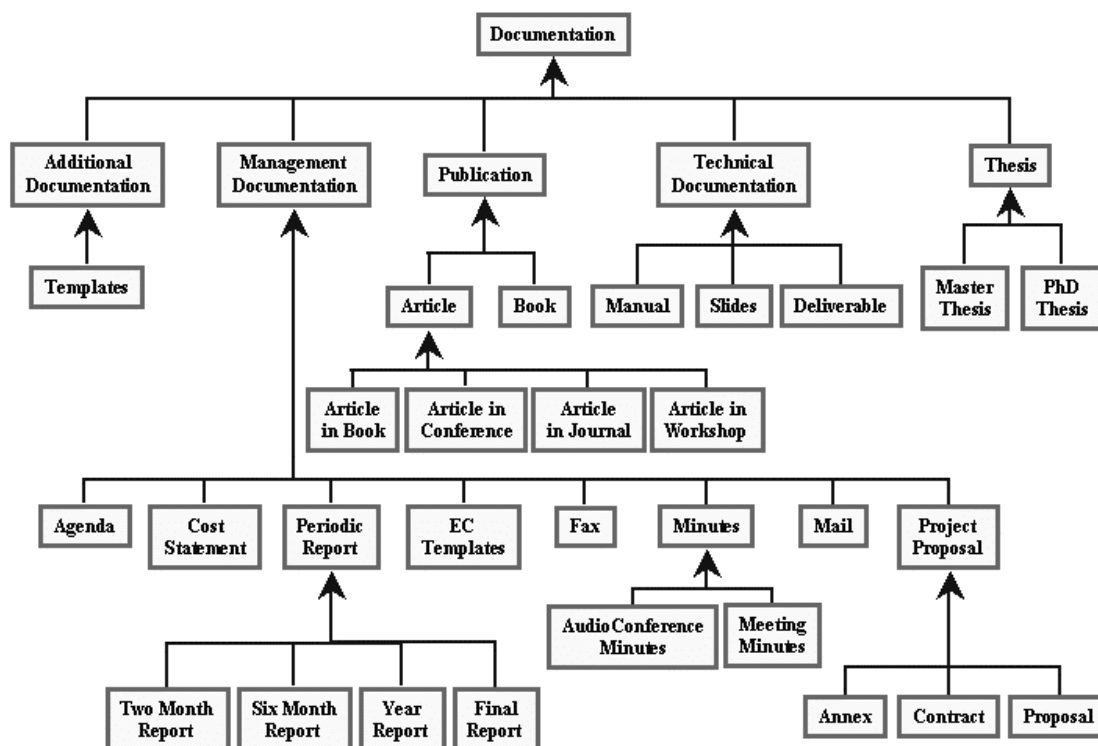 Documentation
Additional
Documentation
Management
Documentation
Publication
Technical
Documentation
Thesis
Templates
Article
Book
Manual
Slides
Deliverable
Master
Thesis
PhD
Thesis
Article
in Book
Article in
Conference
Article
in Journal
Article in
Workshop
Agenda
Cost
Statement
Periodic
Report
EC
Templates
Fax
Minutes
Mail
Project
Proposal
AudioConference
Minutes
Meeting
Minutes
Two Month
Report
Six Month
Report
Year
Report
Final
Report
Annex
Contract
Proposal